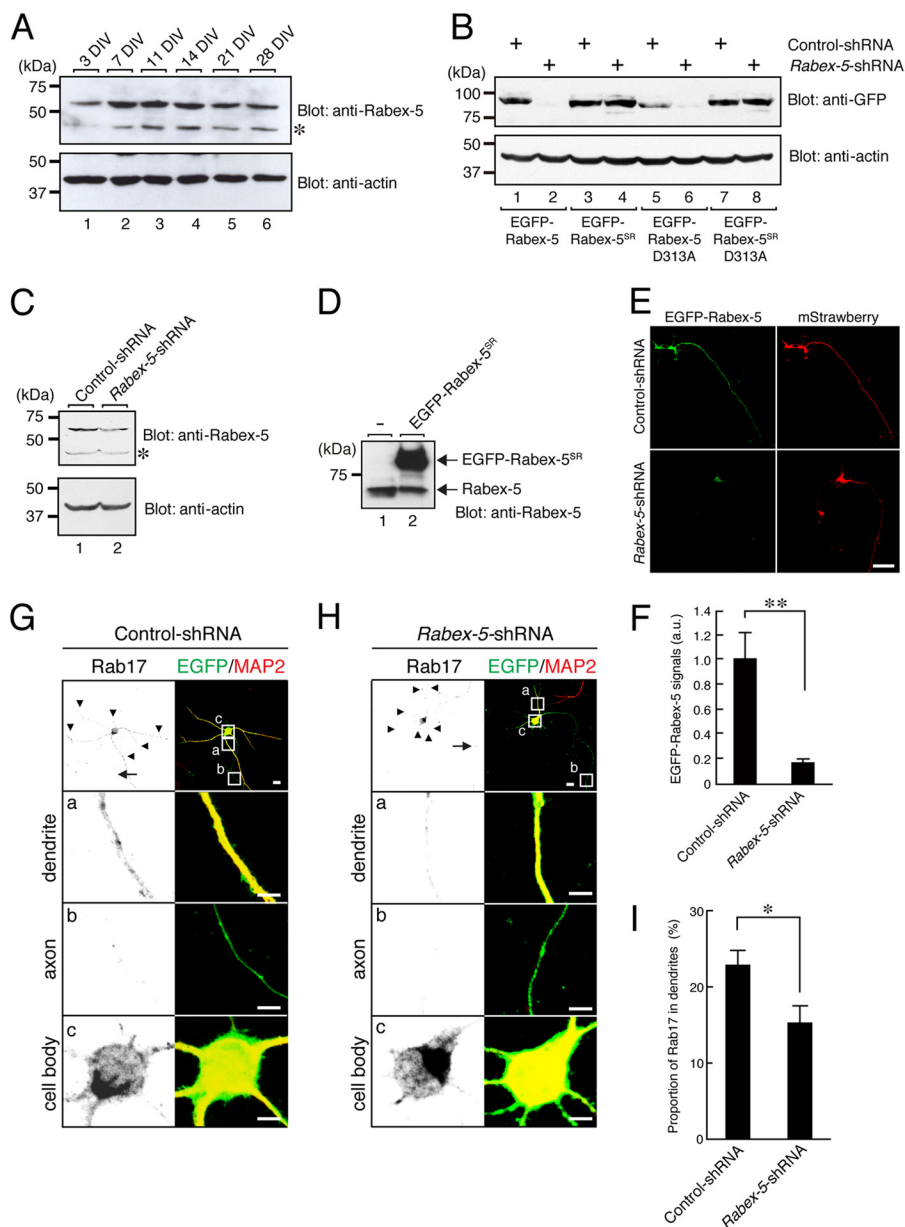 A
3 DIV 7 DIV 11 DIV 14 DIV 21 DIV 28 DIV
(kDa)
75
50
Blot: anti-Rabex-5
*
50
37
Blot: anti-actin
1 2 3 4 5 6
B
+ + + + Control-shRNA
+ + + + Rabex-5-shRNA
(kDa)
100
75
Blot: anti-GFP
50
37
Blot: anti-actin
1 2 3 4 5 6 7 8
EGFP-Rabex-5
EGFP-Rabex-5SR
EGFP-Rabex-5 D313A
EGFP-Rabex-5SR D313A
C
Control-shRNA
Rabex-5-shRNA
(kDa)
75
50
Blot: anti-Rabex-5
*
50
37
Blot: anti-actin
1 2
D
– EGFP-Rabex-5SR
(kDa)
75
EGFP-Rabex-5SR
Rabex-5
1 2 Blot: anti-Rabex-5
E
EGFP-Rabex-5 mStrawberry
Control-shRNA
Rabex-5-shRNA
G
Control-shRNA
Rab17 EGFP/MAP2
c
a
b
a
dendrite
b
axon
c
cell body
H
Rabex-5-shRNA
Rab17 EGFP/MAP2
a
c
b
a
dendrite
b
axon
c
cell body
F
EGFP-Rabex-5 signals (a.u.)
1.4
1.2
1.0
0.8
0.6
0.4
0.2
0
**
Control-shRNA
Rabex-5-shRNA
I
Proportion of Rab17 in dendrites (%)
30
20
10
0
*
Control-shRNA
Rabex-5-shRNA